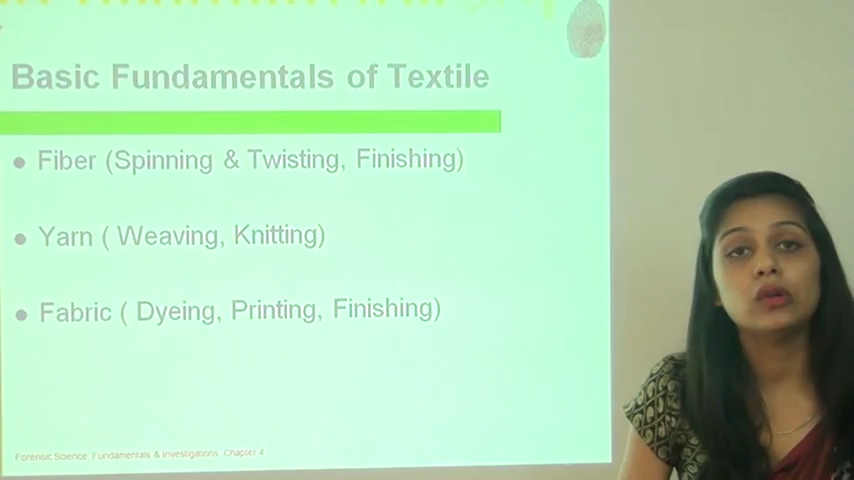 Basic Fundamentals of Textile
● Fiber (Spinning & Twisting, Finishing)
● Yarn ( Weaving, Knitting)
● Fabric ( Dyeing, Printing, Finishing)
Forensic Science: Fundamentals & Investigations, Chapter 4